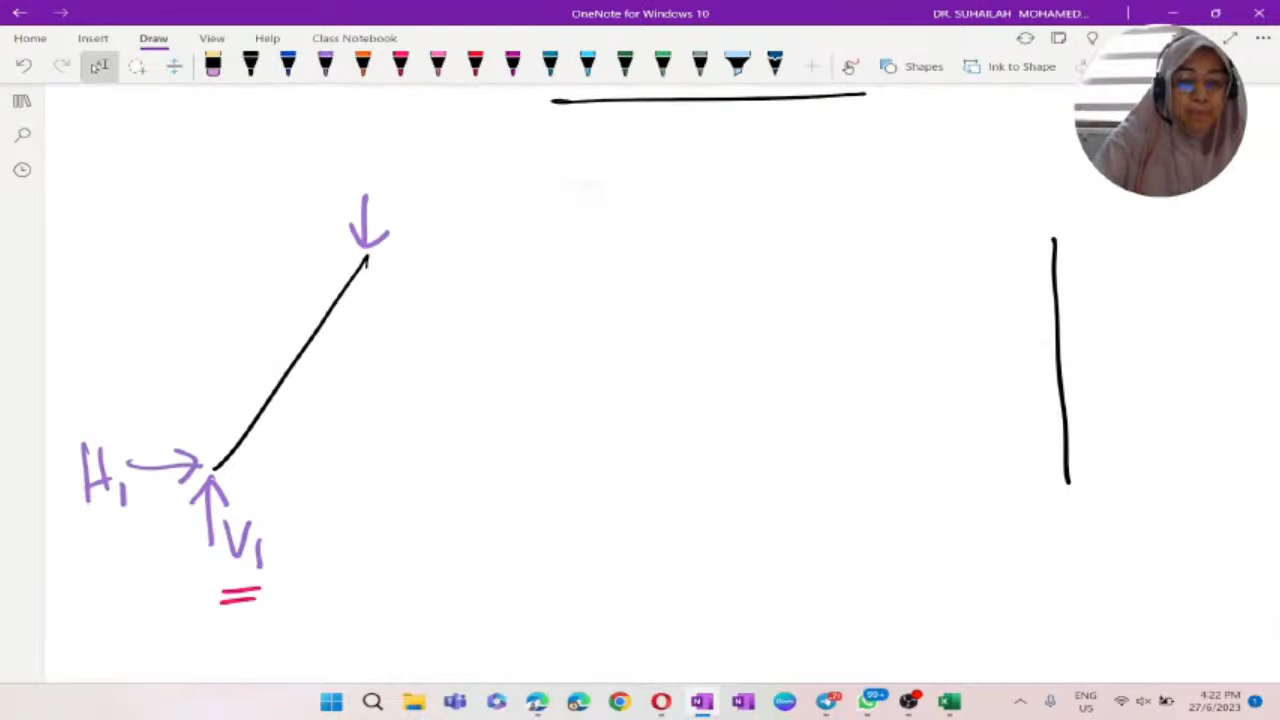 OneNote for Windows 10
DR. SUHAILAH MOHAMED...
Home
Insert
Draw
View
Help
Class Notebook
Shapes
Ink to Shape
H1
V1
99+
ENG
US
4:22 PM
27/6/2023